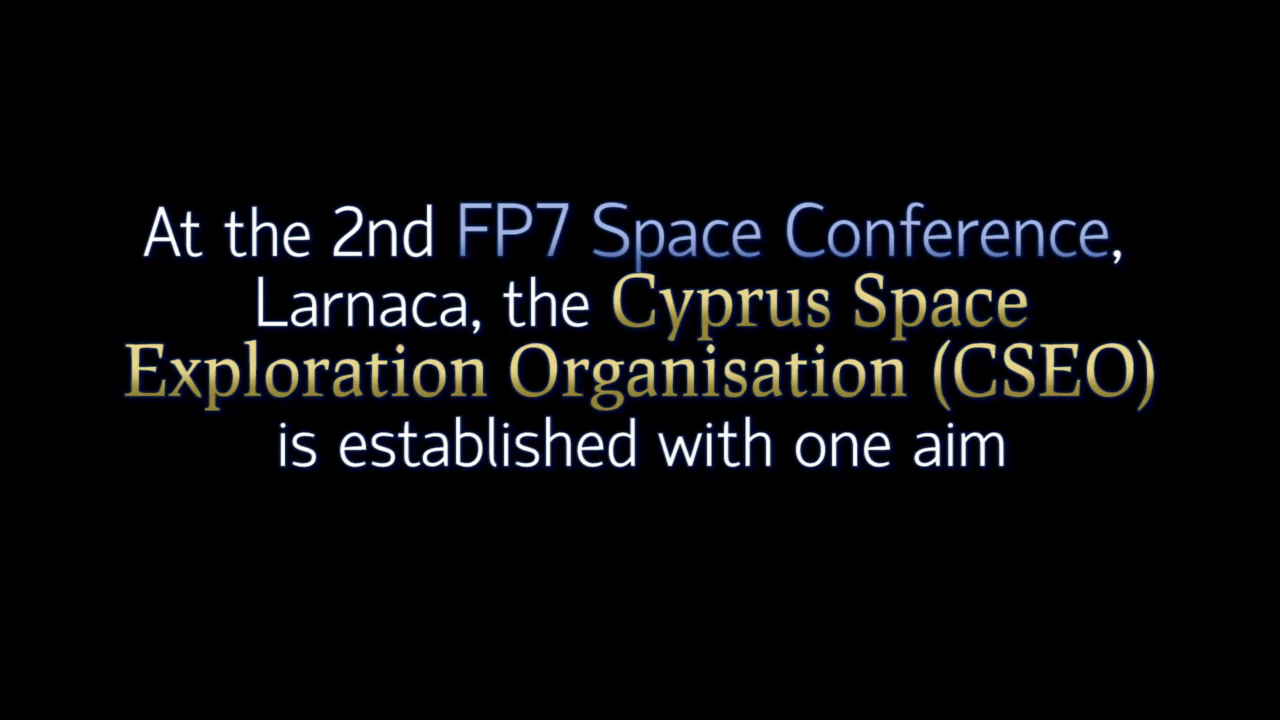 At the 2nd FP7 Space Conference,
Larnaca, the Cyprus Space
Exploration Organisation (CSEO)
is established with one aim